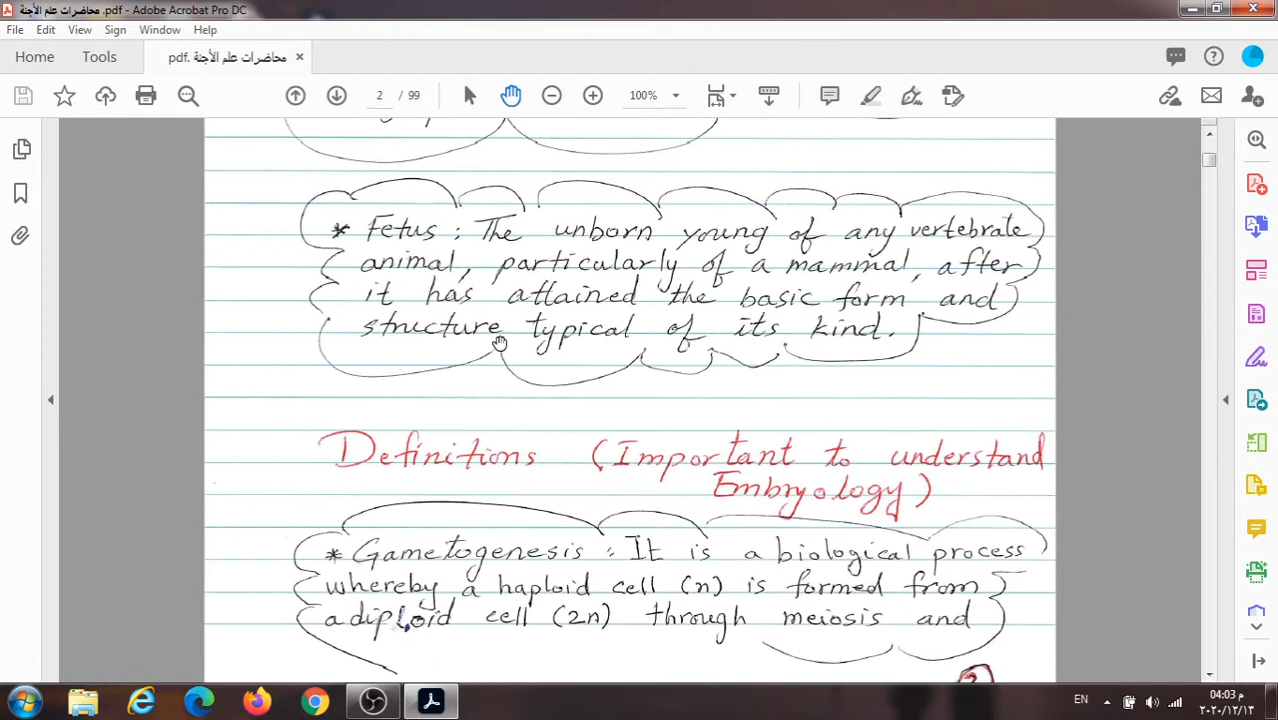 محاضرات علم الأجنة.pdf - Adobe Acrobat Pro DC
File Edit View Sign Window Help
Home Tools محاضرات علم الأجنة.pdf ×
2 / 99 100%
* Fetus : The unborn young of any vertebrate
animal, particularly of a mammal, after
it has attained the basic form and
structure typical of its kind.
Definitions (Important to understand
Embryology)
* Gametogenesis : It is a biological process
whereby a haploid cell (n) is formed from
a diploid cell (2n) through meiosis and
EN 04:03 م
٢٠٢٠/١٢/١٣